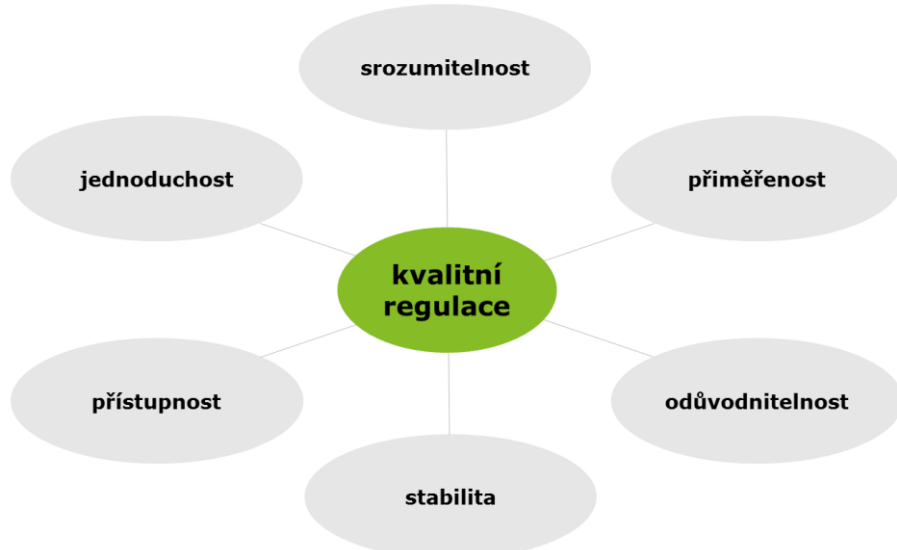 srozumitelnost
jednoduchost
přiměřenost
kvalitní
regulace
přístupnost
odůvodnitelnost
stabilita